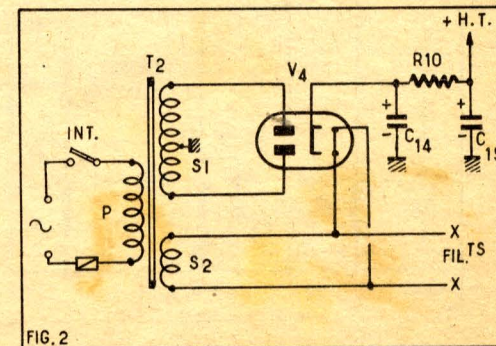 + H.T.
T2
V4
R10
INT.
+
-
C14
+
-
C15
S1
P
S2
X
FIL.TS
X
FIG. 2